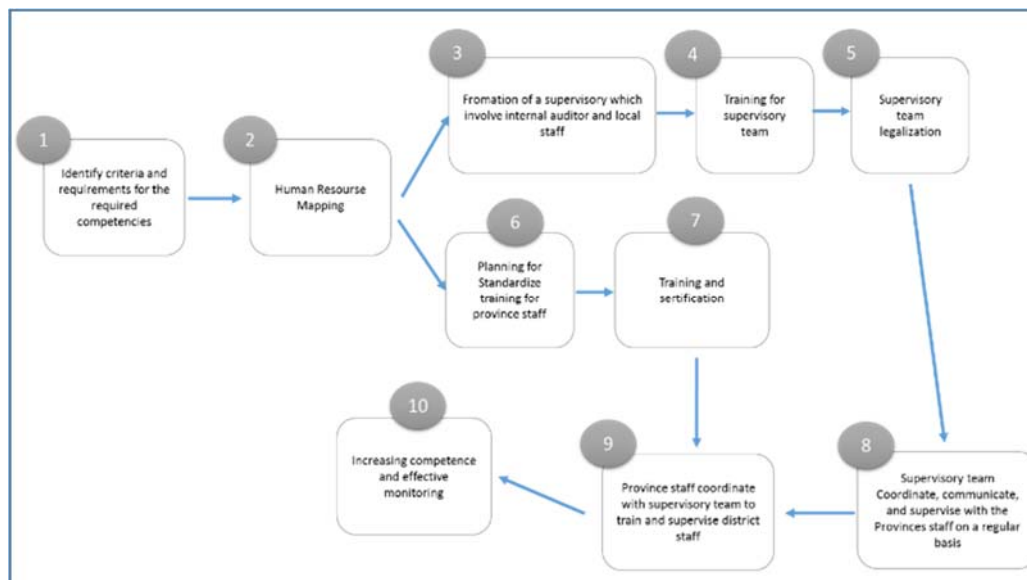 1
Identify criteria and
requirements for the
required
competencies
2
Human Resourse
Mapping
3
Fromation of a supervisory which
involve internal auditor and local
staff
4
Training for
supervisory
team
5
Supervisory
team
legalization
6
Planning for
Standardize
training for
province staff
7
Training and
sertification
8
Supervisory team
Coordinate, communicate,
and supervise with the
Provinces staff on a regular
basis
9
Province staff coordinate
with supervisory team to
train and supervise district
staff
10
Increasing competence
and effective
monitoring